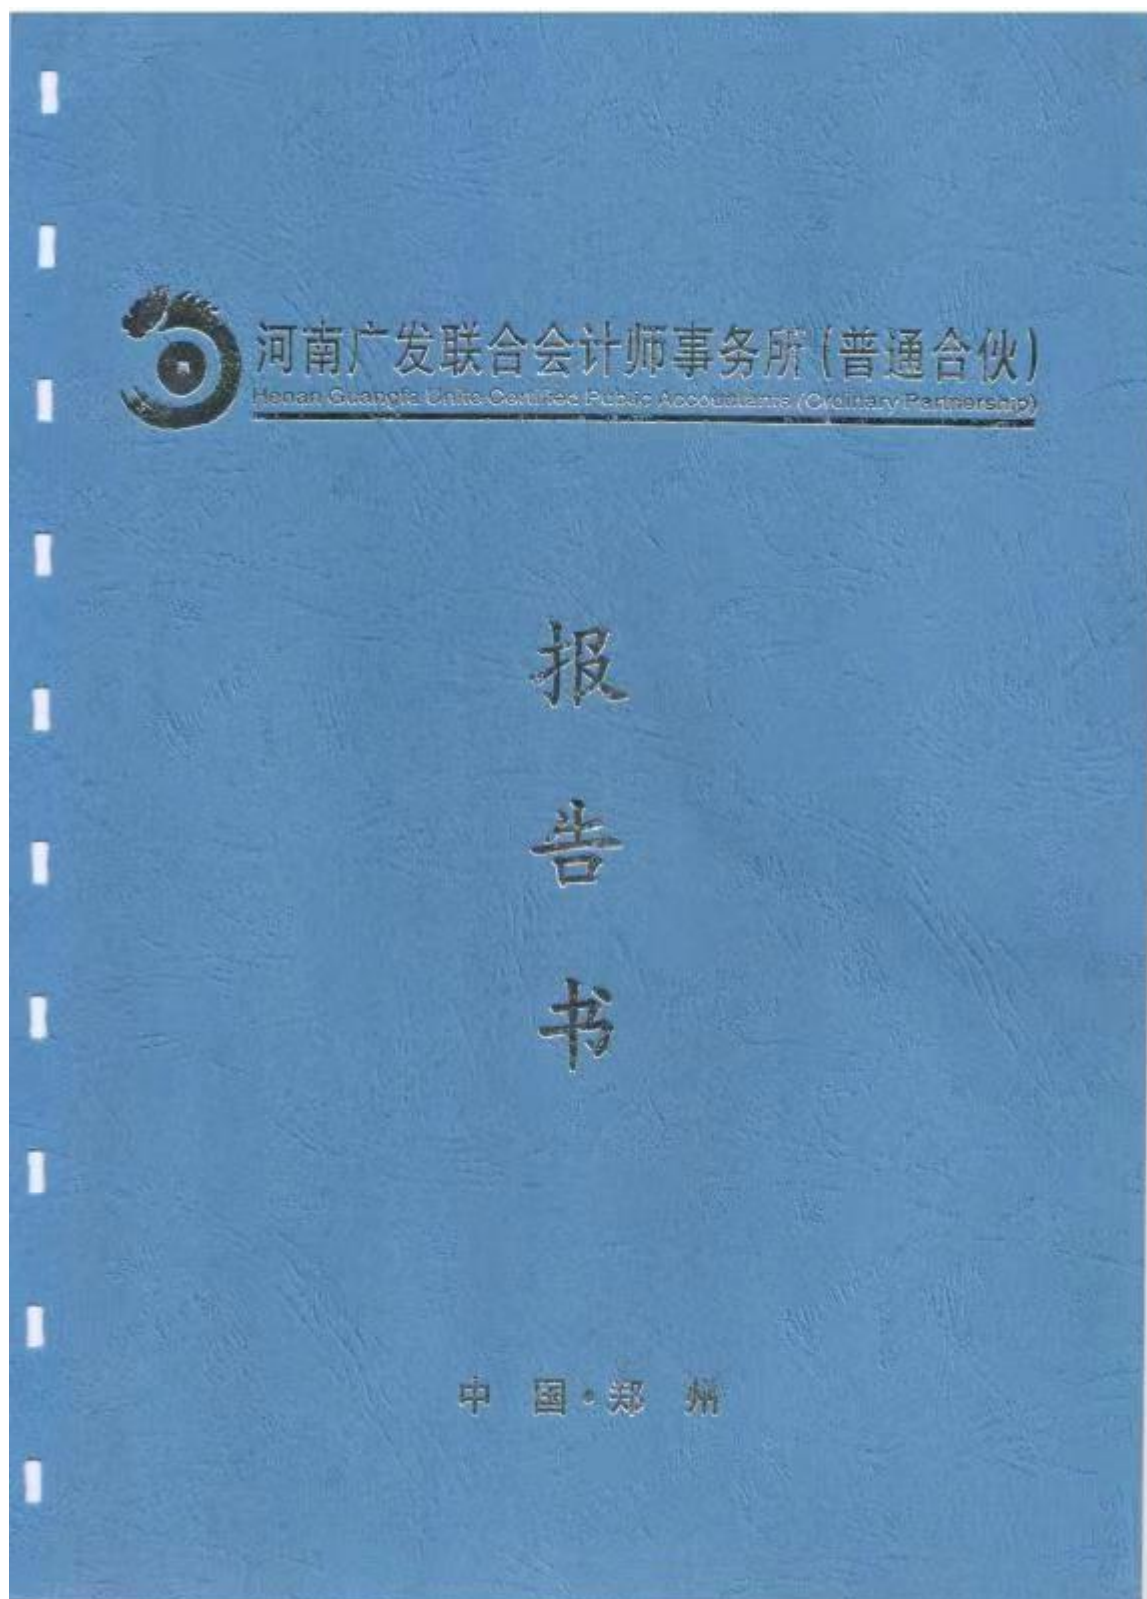 河南广发联合会计师事务所(普通合伙)
Henan Guangfa Unite Certified Public Accountants (Ordinary Partnership)
报
告
书
中 国·郑 州